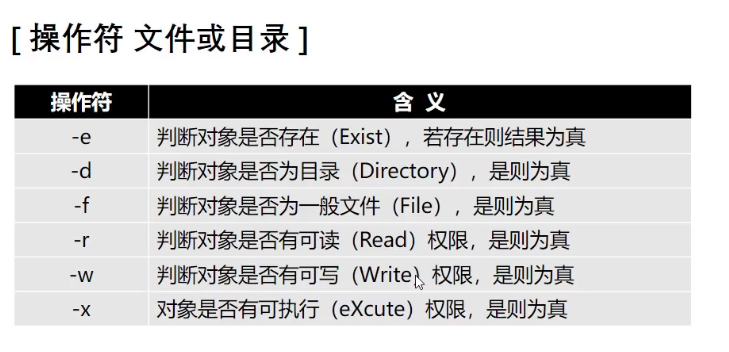 [ 操作符 文件或目录 ]
操作符 含 义
-e 判断对象是否存在（Exist），若存在则结果为真
-d 判断对象是否为目录（Directory），是则为真
-f 判断对象是否为一般文件（File），是则为真
-r 判断对象是否有可读（Read）权限，是则为真
-w 判断对象是否有可写（Write）权限，是则为真
-x 对象是否有可执行（eXcute）权限，是则为真